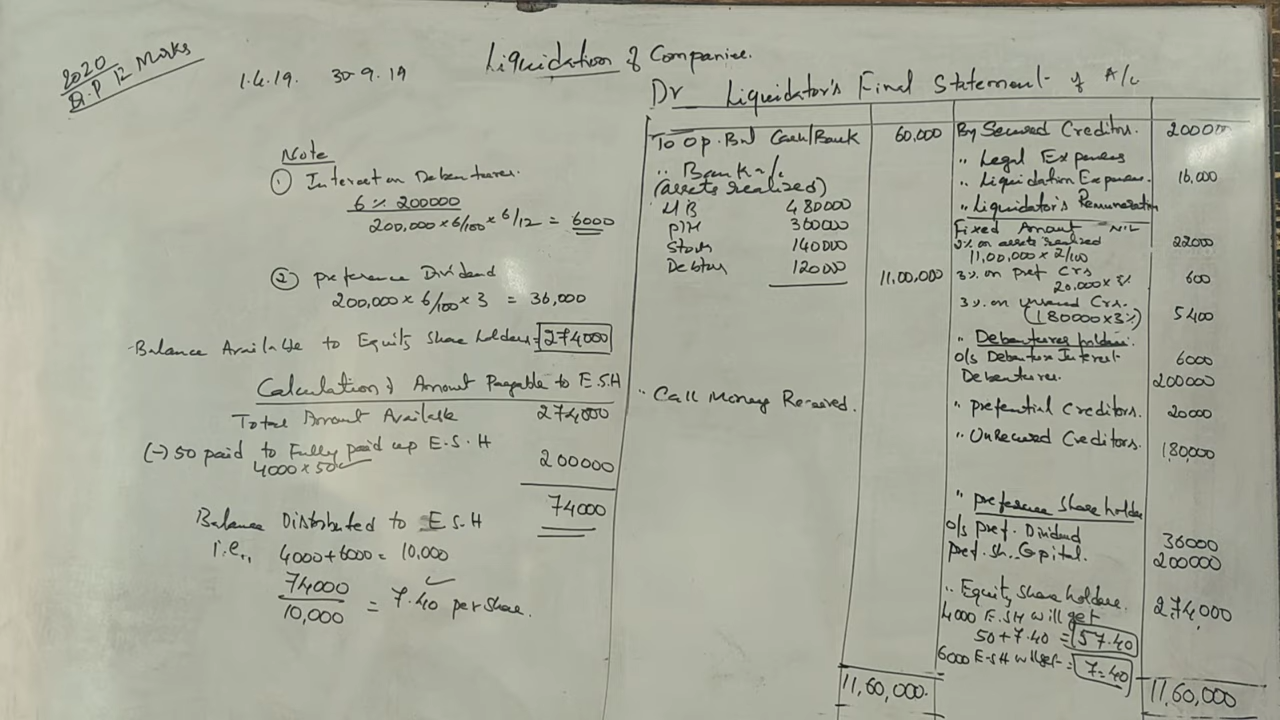 2020
Q.P 12 Marks
1.4.19. 30-9.19
Liquidation of Companies.
Note
① Interest on Debentures.
6% 200000
200,000 x 6/100 x 6/12 = 6000
② Preference Dividend
200,000 x 6/100 x 3 = 36,000
Balance Available to Equity Share holders = 274000
Calculation of Amount Payable to E.S.H
Total Amount Available 274,000
(-) 50 paid to Fully paid up E.S.H
4000 x 50 200000
74000
Balance Distributed to E.S.H
i.e., 4000 + 6000 = 10,000
74000
10,000 = 7.40 per share.
Dr Liquidator's Final Statement of A/c
To Op. Bal Cash/Bank 60,000
,, Bank a/c
(assets realized)
L/B 480000
P/M 360000
Stock 140000
Debtors 120000 11,00,000
,, Call Money Received.
11,60,000.
By Secured Creditors. 200000
,, Legal Expenses
,, Liquidation Expenses. 16,000
,, Liquidator's Remuneration
Fixed Amount NIL
2% on assets realized 22000
11,00,000 x 2/100
3% on pref Crs 600
20,000 x 3%
3% on unsecured Crs.
(180000 x 3%) 5400
,, Debentures holders.
O/s Debenture Interest 6000
Debentures. 200000
,, preferential Creditors. 20000
,, UnSecured Creditors. 180,000
,, preference Share holders
O/s Pref. Dividend 36000
Pref. Sh. Capital. 200000
,, Equity Share holders. 274,000
4000 E.SH will get
50 + 7.40 = 57.40
6000 E-SH will get = 7.40
11,60,000